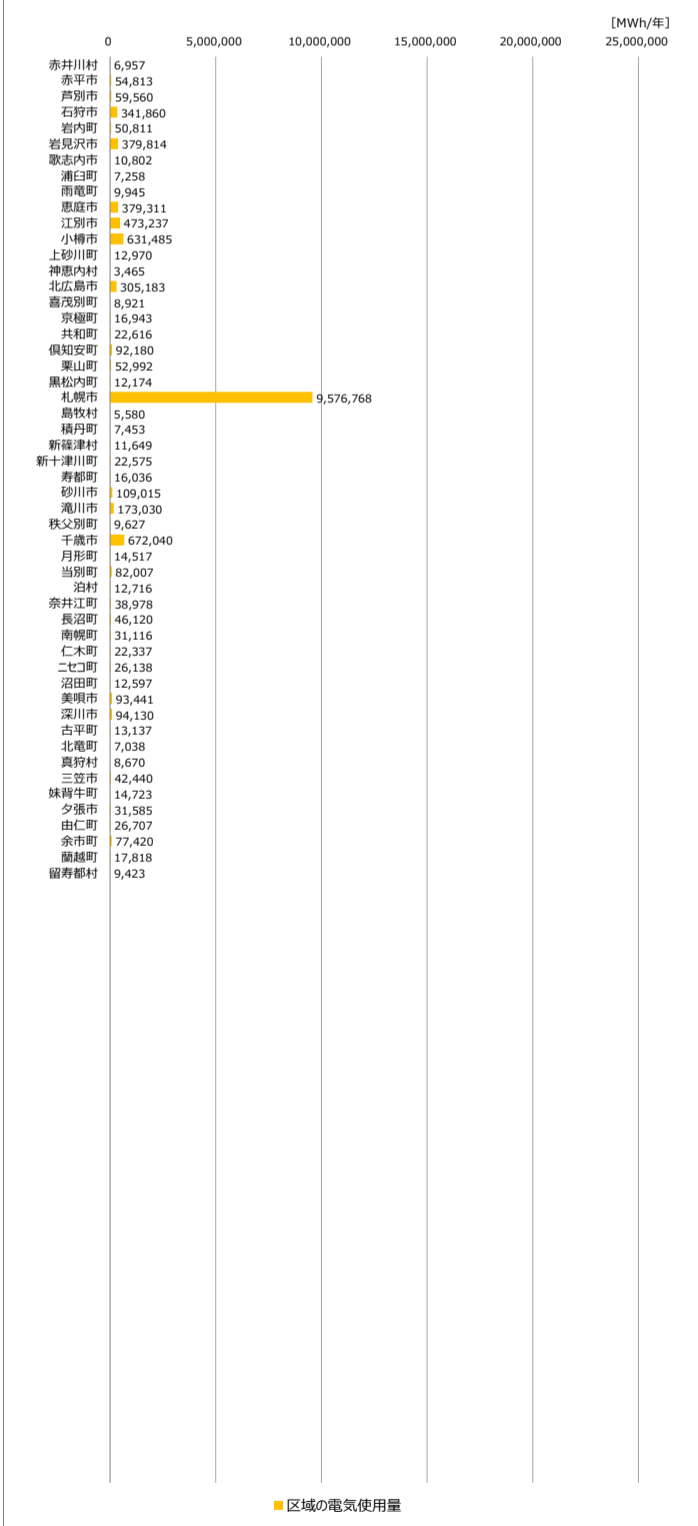 [MWh/年]
0 5,000,000 10,000,000 15,000,000 20,000,000 25,000,000
赤井川村 6,957
赤平市 54,813
芦別市 59,560
石狩市 341,860
岩内町 50,811
岩見沢市 379,814
歌志内市 10,802
浦臼町 7,258
雨竜町 9,945
恵庭市 379,311
江別市 473,237
小樽市 631,485
上砂川町 12,970
神恵内村 3,465
北広島市 305,183
喜茂別町 8,921
京極町 16,943
共和町 22,616
倶知安町 92,180
栗山町 52,992
黒松内町 12,174
札幌市 9,576,768
島牧村 5,580
積丹町 7,453
新篠津村 11,649
新十津川町 22,575
寿都町 16,036
砂川市 109,015
滝川市 173,030
秩父別町 9,627
千歳市 672,040
月形町 14,517
当別町 82,007
泊村 12,716
奈井江町 38,978
長沼町 46,120
南幌町 31,116
仁木町 22,337
ニセコ町 26,138
沼田町 12,597
美唄市 93,441
深川市 94,130
古平町 13,137
北竜町 7,038
真狩村 8,670
三笠市 42,440
妹背牛町 14,723
夕張市 31,585
由仁町 26,707
余市町 77,420
蘭越町 17,818
留寿都村 9,423
区域の電気使用量